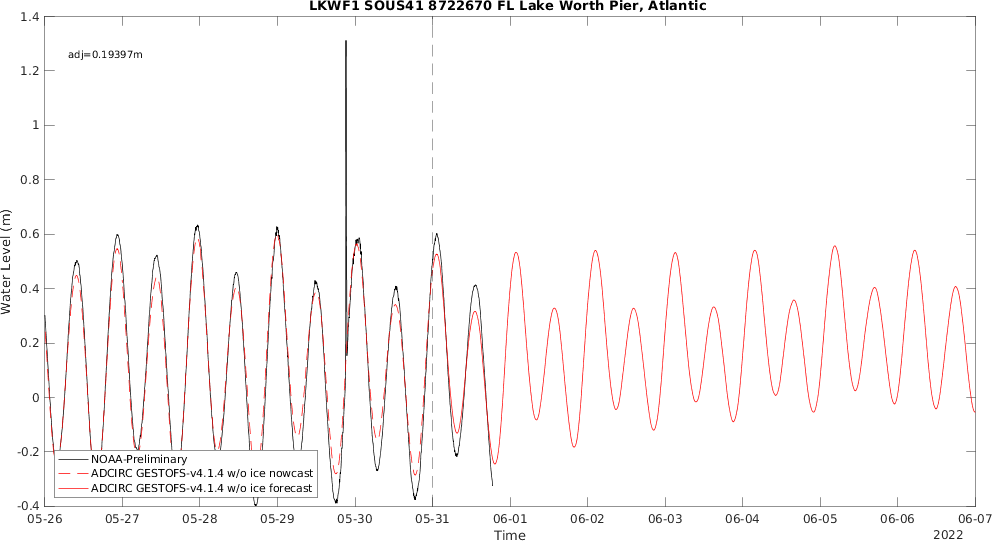 LKWF1 SOUS41 8722670 FL Lake Worth Pier, Atlantic
1.4
adj=0.19397m
1.2
1
0.8
0.6
0.4
0.2
0
-0.2
-0.4
Water Level (m)
NOAA-Preliminary
ADCIRC GESTOFS-v4.1.4 w/o ice nowcast
ADCIRC GESTOFS-v4.1.4 w/o ice forecast
05-26 05-27 05-28 05-29 05-30 05-31 06-01 06-02 06-03 06-04 06-05 06-06 06-07
Time
2022